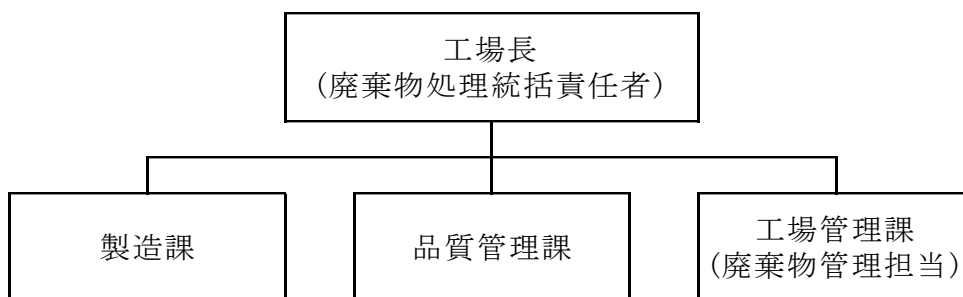 工場長
(廃棄物処理統括責任者)
製造課
品質管理課
工場管理課
(廃棄物管理担当)